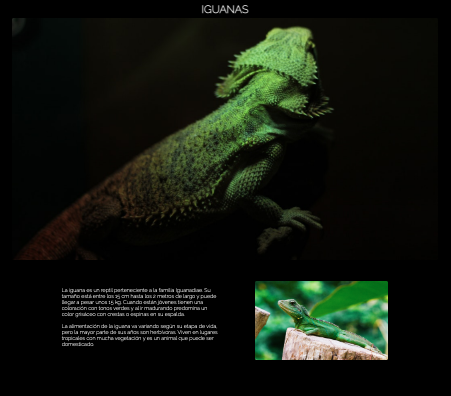 IGUANAS
La iguana es un reptil perteneciente a la familia Iguanadiae. Su
tamaño está entre los 15 cm hasta los 2 metros de largo y puede
llegar a pesar unos 15 kg. Cuando están jóvenes tienen una
coloración con tonos verdes y al ir madurando predomina un
color grisáceo con crestas o espinas en su espalda.
La alimentación de la iguana va variando según su etapa de vida,
pero la mayor parte de sus años son herbívoras. Viven en lugares
tropicales con mucha vegetación y es un animal que puede ser
domesticado.